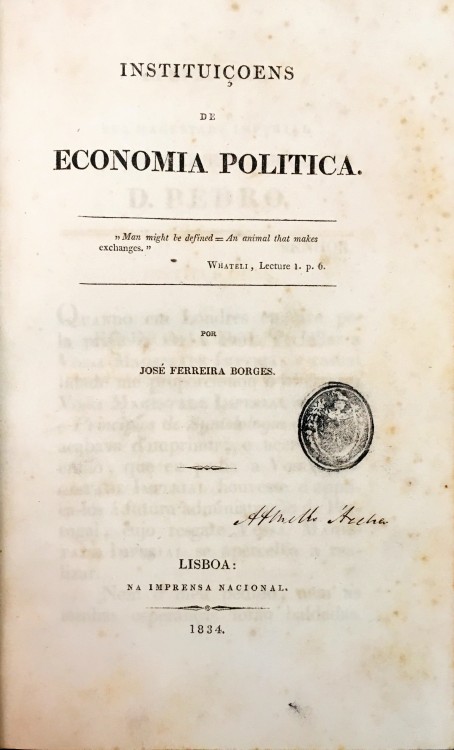 INSTITUIÇOENS
DE
ECONOMIA POLITICA.
„ Man might be defined = An animal that makes
exchanges. ”
WHATELI, Lecture 1. p. 6.
POR
JOSÉ FERREIRA BORGES.
LISBOA:
NA IMPRENSA NACIONAL.
1834.
D. PEDRO,